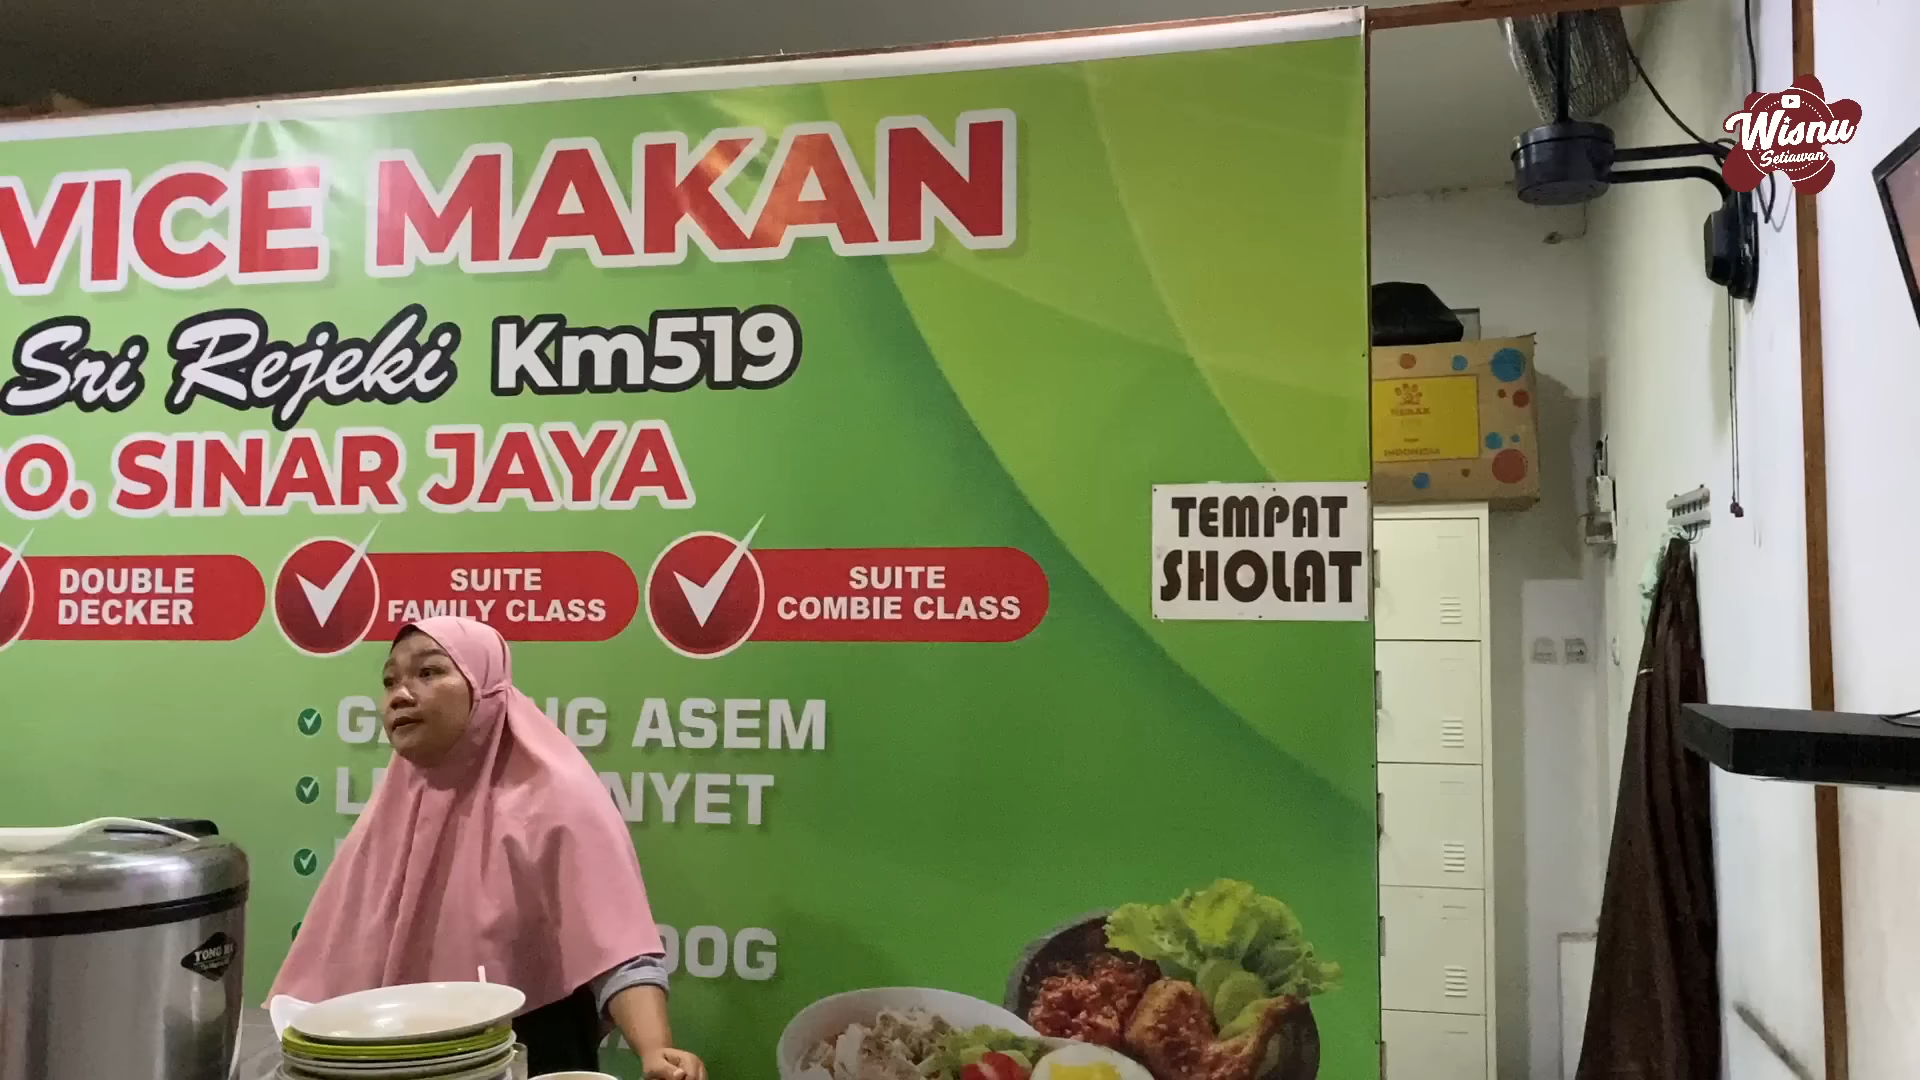 VICE MAKAN
Sri Rejeki Km519
O. SINAR JAYA
DOUBLE
DECKER
SUITE
FAMILY CLASS
SUITE
COMBIE CLASS
TEMPAT
SHOLAT
ASEM
NYET
INDONESIA
Wisnu
Setiawan